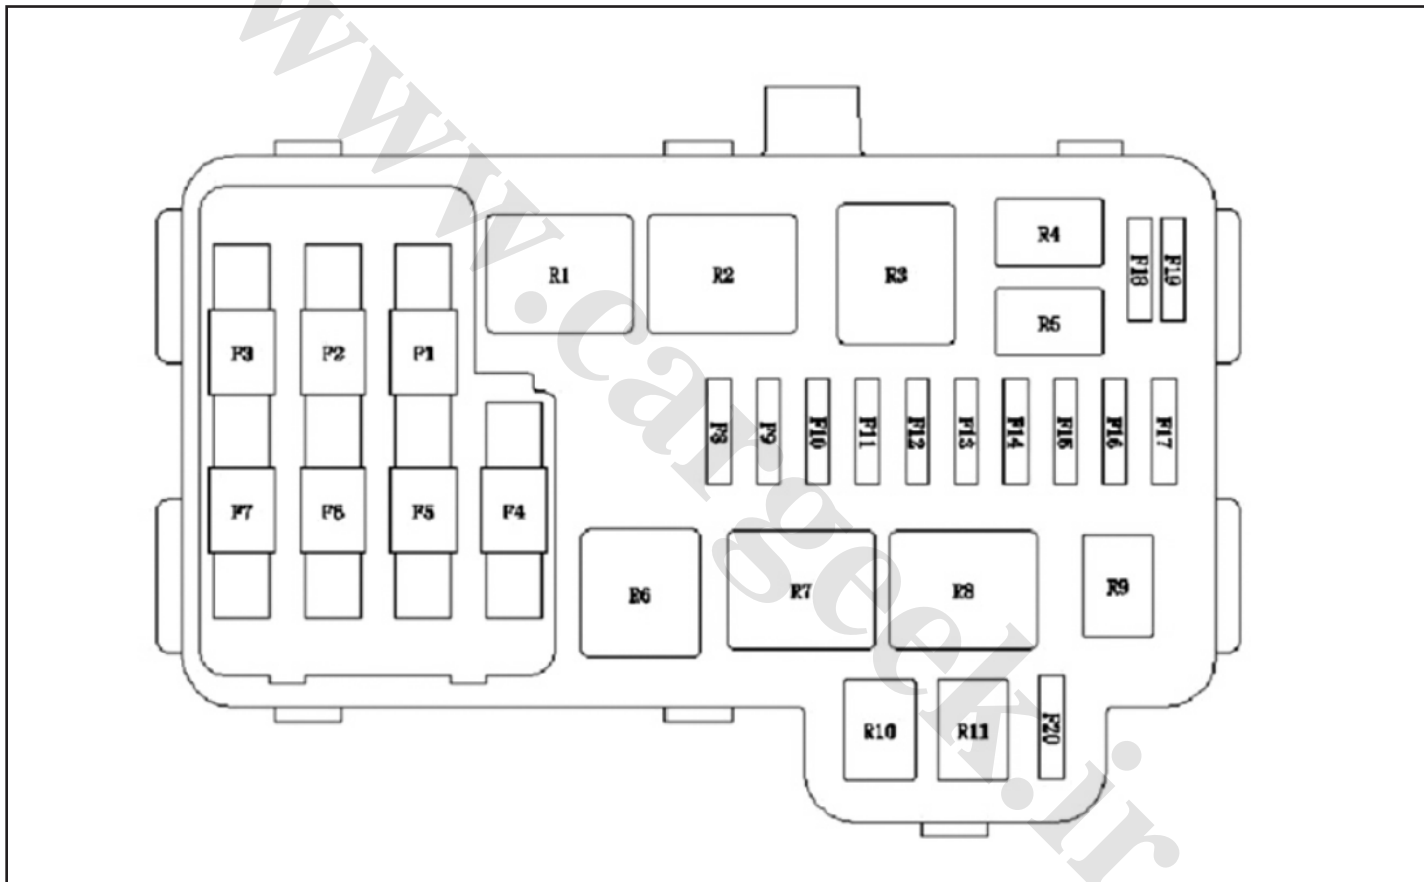 www.cargeek.ir
R1 R2 R3 R4
F18 F19
R5
F3 F2 F1
F8 F9 F10 F11 F12 F13 F14 F15 F16 F17
F7 F6 F5 F4
R6 R7 R8 R9
R10 R11 F20